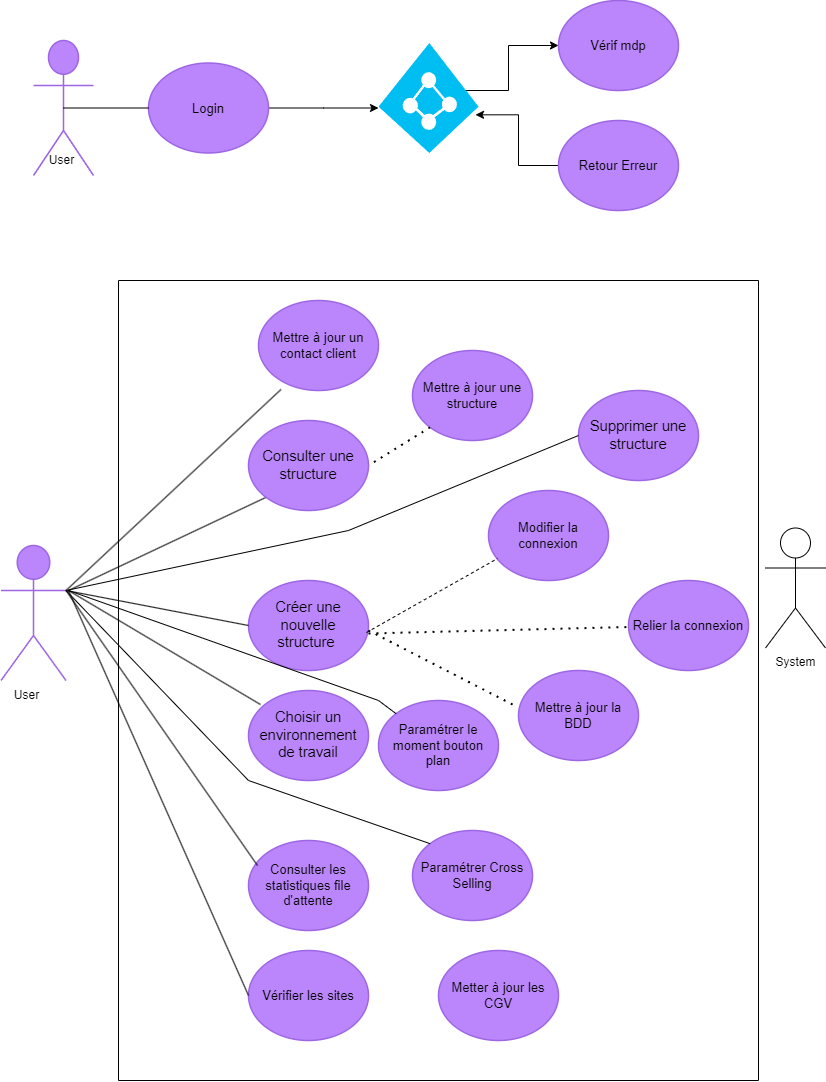 Vérif mdp
Login
User
Retour Erreur
Mettre à jour un
contact client
Mettre à jour une
structure
Supprimer une
structure
Consulter une
structure
Modifier la
connexion
Créer une
nouvelle
structure
Relier la connexion
System
User
Choisir un
environnement
de travail
Paramétrer le
moment bouton
plan
Mettre à jour la
BDD
Consulter les
statistiques file
d'attente
Paramétrer Cross
Selling
Vérifier les sites
Metter à jour les
CGV